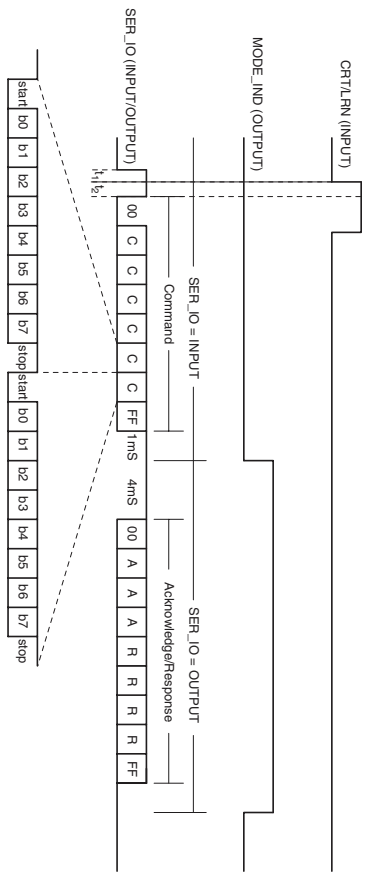 CRT/LRN (INPUT)
MODE_IND (OUTPUT)
SER_IO = INPUT
SER_IO = OUTPUT
Command
Acknowledge/Response
SER_IO (INPUT/OUTPUT)
t1 t2
00 C C C C C C FF 1mS 4mS 00 A A A R R R R FF
start b0 b1 b2 b3 b4 b5 b6 b7 stop start b0 b1 b2 b3 b4 b5 b6 b7 stop